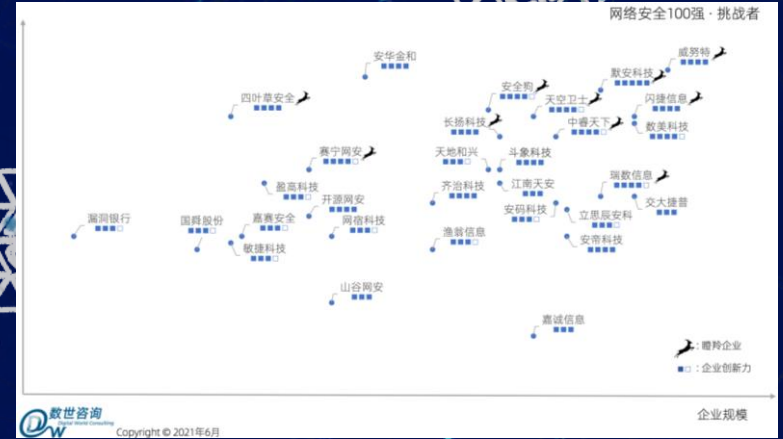 网络安全100强·挑战者
威努特
安华金和
默安科技
安全狗
四叶草安全
天空卫士
闪捷信息
长扬科技
中睿天下
数美科技
赛宁网安
天地和兴
斗象科技
瑞数信息
盈高科技
齐治科技
江南天安
开源网安
交大捷普
安码科技
立思辰安科
漏洞银行
国舜股份
嘉赛安全
网宿科技
渔翁信息
安帝科技
敏捷科技
山谷网安
嘉诚信息
:瞪羚企业
:企业创新力
企业规模
数世咨询
Digital World Consulting
DW
Copyright © 2021年6月